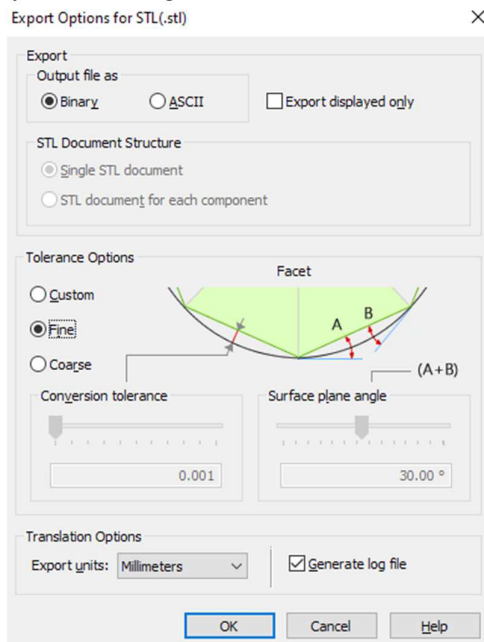 Export Options for STL(.stl)
Export
Output file as
Binary
ASCII
Export displayed only
STL Document Structure
Single STL document
STL document for each component
Tolerance Options
Facet
Custom
Fine
Coarse
A
B
(A+B)
Conversion tolerance
Surface plane angle
0.001
30.00 °
Translation Options
Export units:
Millimeters
Generate log file
OK
Cancel
Help